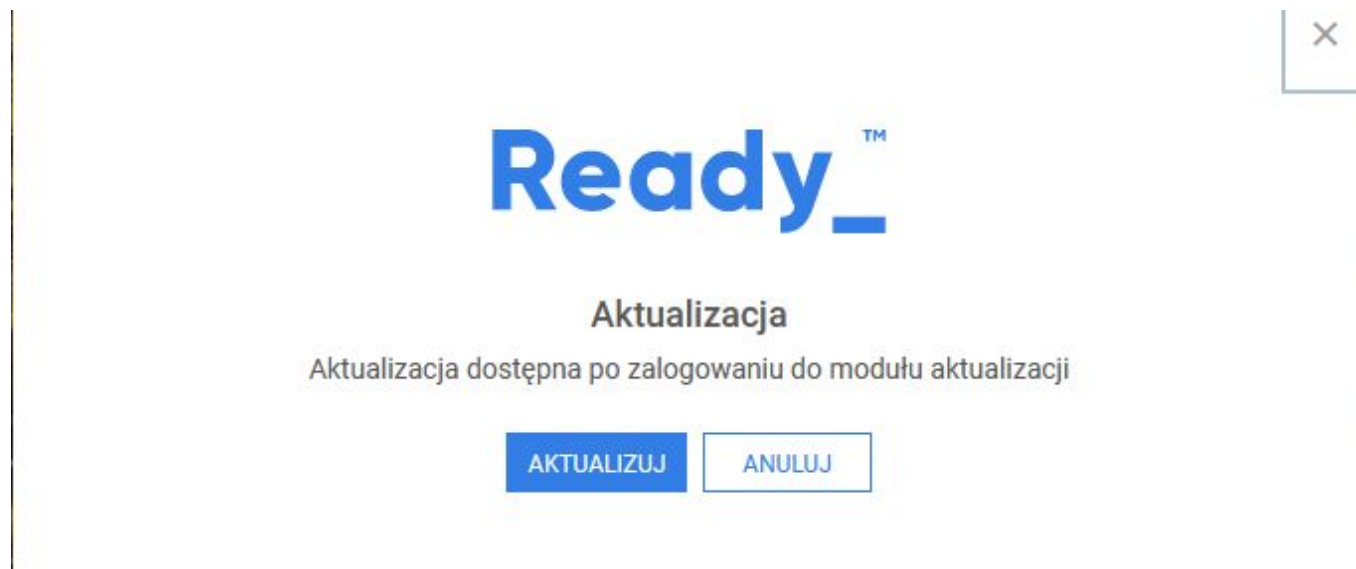 Ready_™
Aktualizacja
Aktualizacja dostępna po zalogowaniu do modułu aktualizacji
AKTUALIZUJ ANULUJ